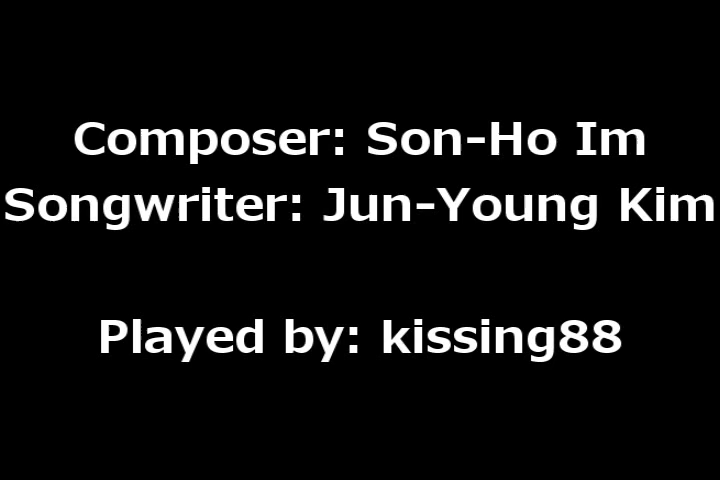 Composer: Son-Ho Im
Songwriter: Jun-Young Kim
Played by: kissing88